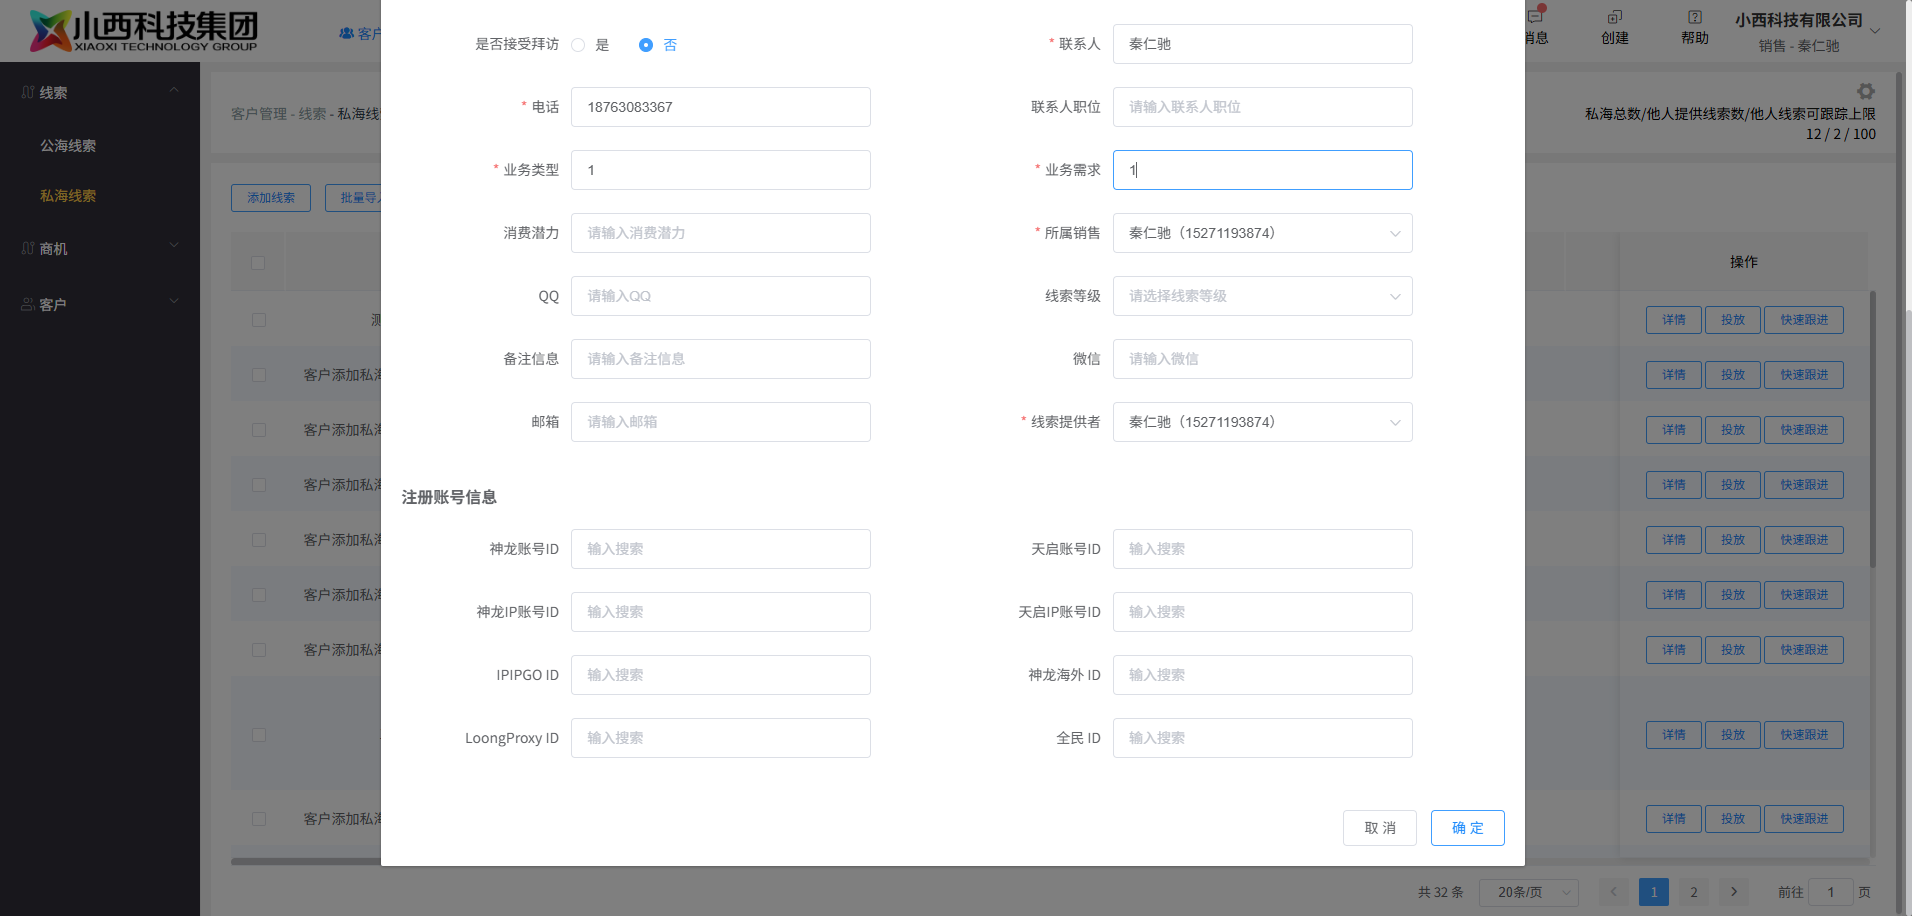 小西科技集团
XIAOXI TECHNOLOGY GROUP
客户
消息
创建
帮助
小西科技有限公司
销售 - 秦仁驰
线索
公海线索
私海线索
商机
客户
客户管理 - 线索 - 私海线索
私海总数/他人提供线索数/他人线索可跟踪上限
12 / 2 / 100
添加线索
批量导入
是否接受拜访
是
否
* 联系人
秦仁驰
* 电话
18763083367
联系人职位
请输入联系人职位
* 业务类型
1
* 业务需求
1
消费潜力
请输入消费潜力
* 所属销售
秦仁驰（15271193874）
QQ
请输入QQ
线索等级
请选择线索等级
备注信息
请输入备注信息
微信
请输入微信
邮箱
请输入邮箱
* 线索提供者
秦仁驰（15271193874）
注册账号信息
神龙账号ID
输入搜索
天启账号ID
输入搜索
神龙IP账号ID
输入搜索
天启IP账号ID
输入搜索
IPIPGO ID
输入搜索
神龙海外 ID
输入搜索
LoongProxy ID
输入搜索
全民 ID
输入搜索
取 消
确 定
操作
测
详情 投放 快速跟进
客户添加私海
详情 投放 快速跟进
客户添加私海
详情 投放 快速跟进
客户添加私海
详情 投放 快速跟进
客户添加私海
详情 投放 快速跟进
客户添加私海
详情 投放 快速跟进
客户添加私海
详情 投放 快速跟进
详情 投放 快速跟进
客户添加私海
详情 投放 快速跟进
共 32 条
20条/页
1
2
前往 1 页